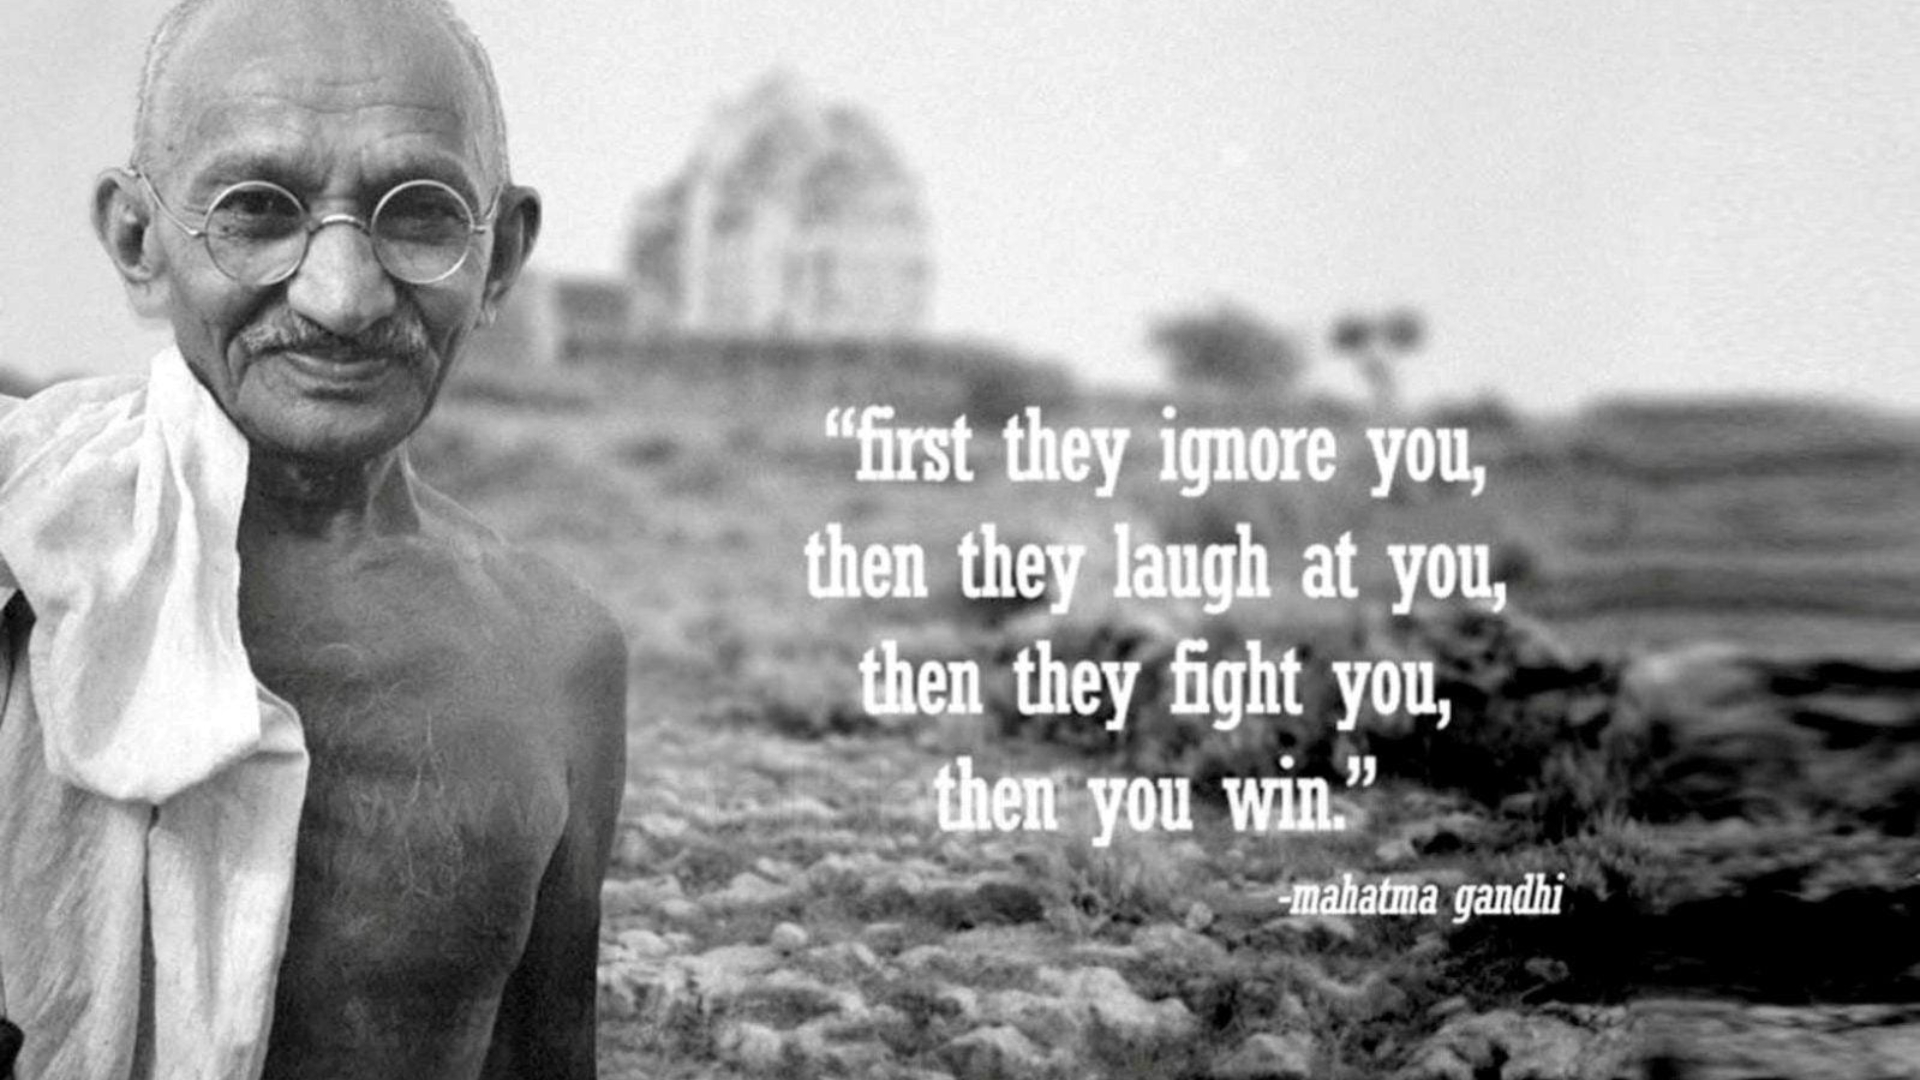 “first they ignore you,
then they laugh at you,
then they fight you,
then you win.”
-mahatma gandhi